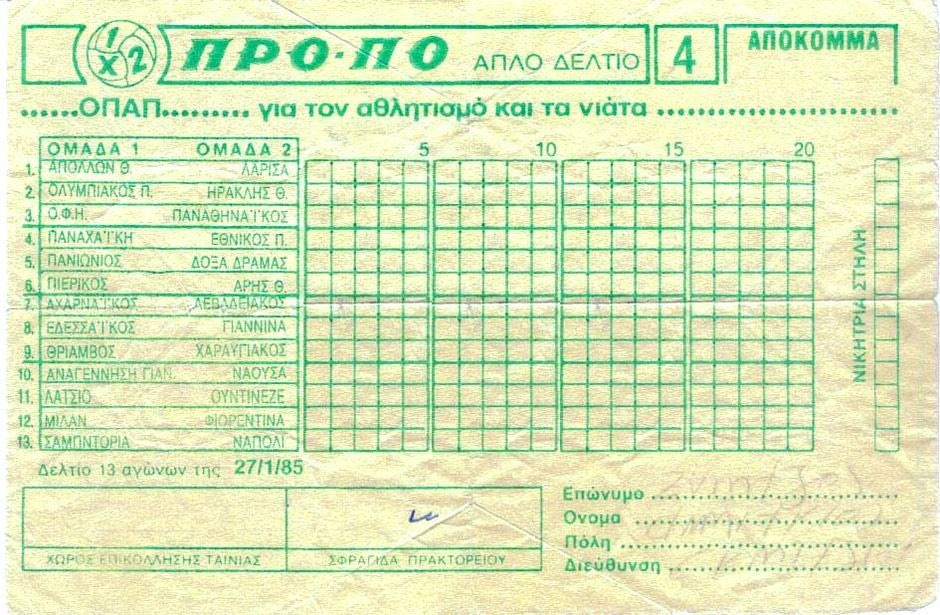 1 X 2 ΠΡΟ-ΠΟ ΑΠΛΟ ΔΕΛΤΙΟ 4 ΑΠΟΚΟΜΜΑ
......ΟΠΑΠ......... για τον αθλητισμό και τα νιάτα
ΟΜΑΔΑ 1 ΟΜΑΔΑ 2 5 10 15 20
1. ΑΠΟΛΛΩΝ Θ. ΛΑΡΙΣΑ
2. ΟΛΥΜΠΙΑΚΟΣ Π. ΗΡΑΚΛΗΣ Θ.
3. Ο.Φ.Η. ΠΑΝΑΘΗΝΑΪΚΟΣ
4. ΠΑΝΑΧΑΪΚΗ ΕΘΝΙΚΟΣ Π.
5. ΠΑΝΙΩΝΙΟΣ ΔΟΞΑ ΔΡΑΜΑΣ
6. ΠΙΕΡΙΚΟΣ ΑΡΗΣ Θ.
7. ΑΧΑΡΝΑΪΚΟΣ ΛΕΒΑΔΕΙΑΚΟΣ
8. ΕΔΕΣΣΑΪΚΟΣ ΓΙΑΝΝΙΝΑ
9. ΘΡΙΑΜΒΟΣ ΧΑΡΑΥΓΙΑΚΟΣ
10. ΑΝΑΓΕΝΝΗΣΗ ΓΙΑΝ. ΝΑΟΥΣΑ
11. ΛΑΤΣΙΟ ΟΥΝΤΙΝΕΖΕ
12. ΜΙΛΑΝ ΦΙΟΡΕΝΤΙΝΑ
13. ΣΑΜΠΝΤΟΡΙΑ ΝΑΠΟΛΙ
ΝΙΚΗΤΡΙΑ ΣΤΗΛΗ
Δελτίο 13 αγώνων της 27/1/85
ΧΩΡΟΣ ΕΠΙΚΟΛΛΗΣΗΣ ΤΑΙΝΙΑΣ ΣΦΡΑΓΙΔΑ ΠΡΑΚΤΟΡΕΙΟΥ
Επώνυμο
Ονομα
Πόλη
Διεύθυνση